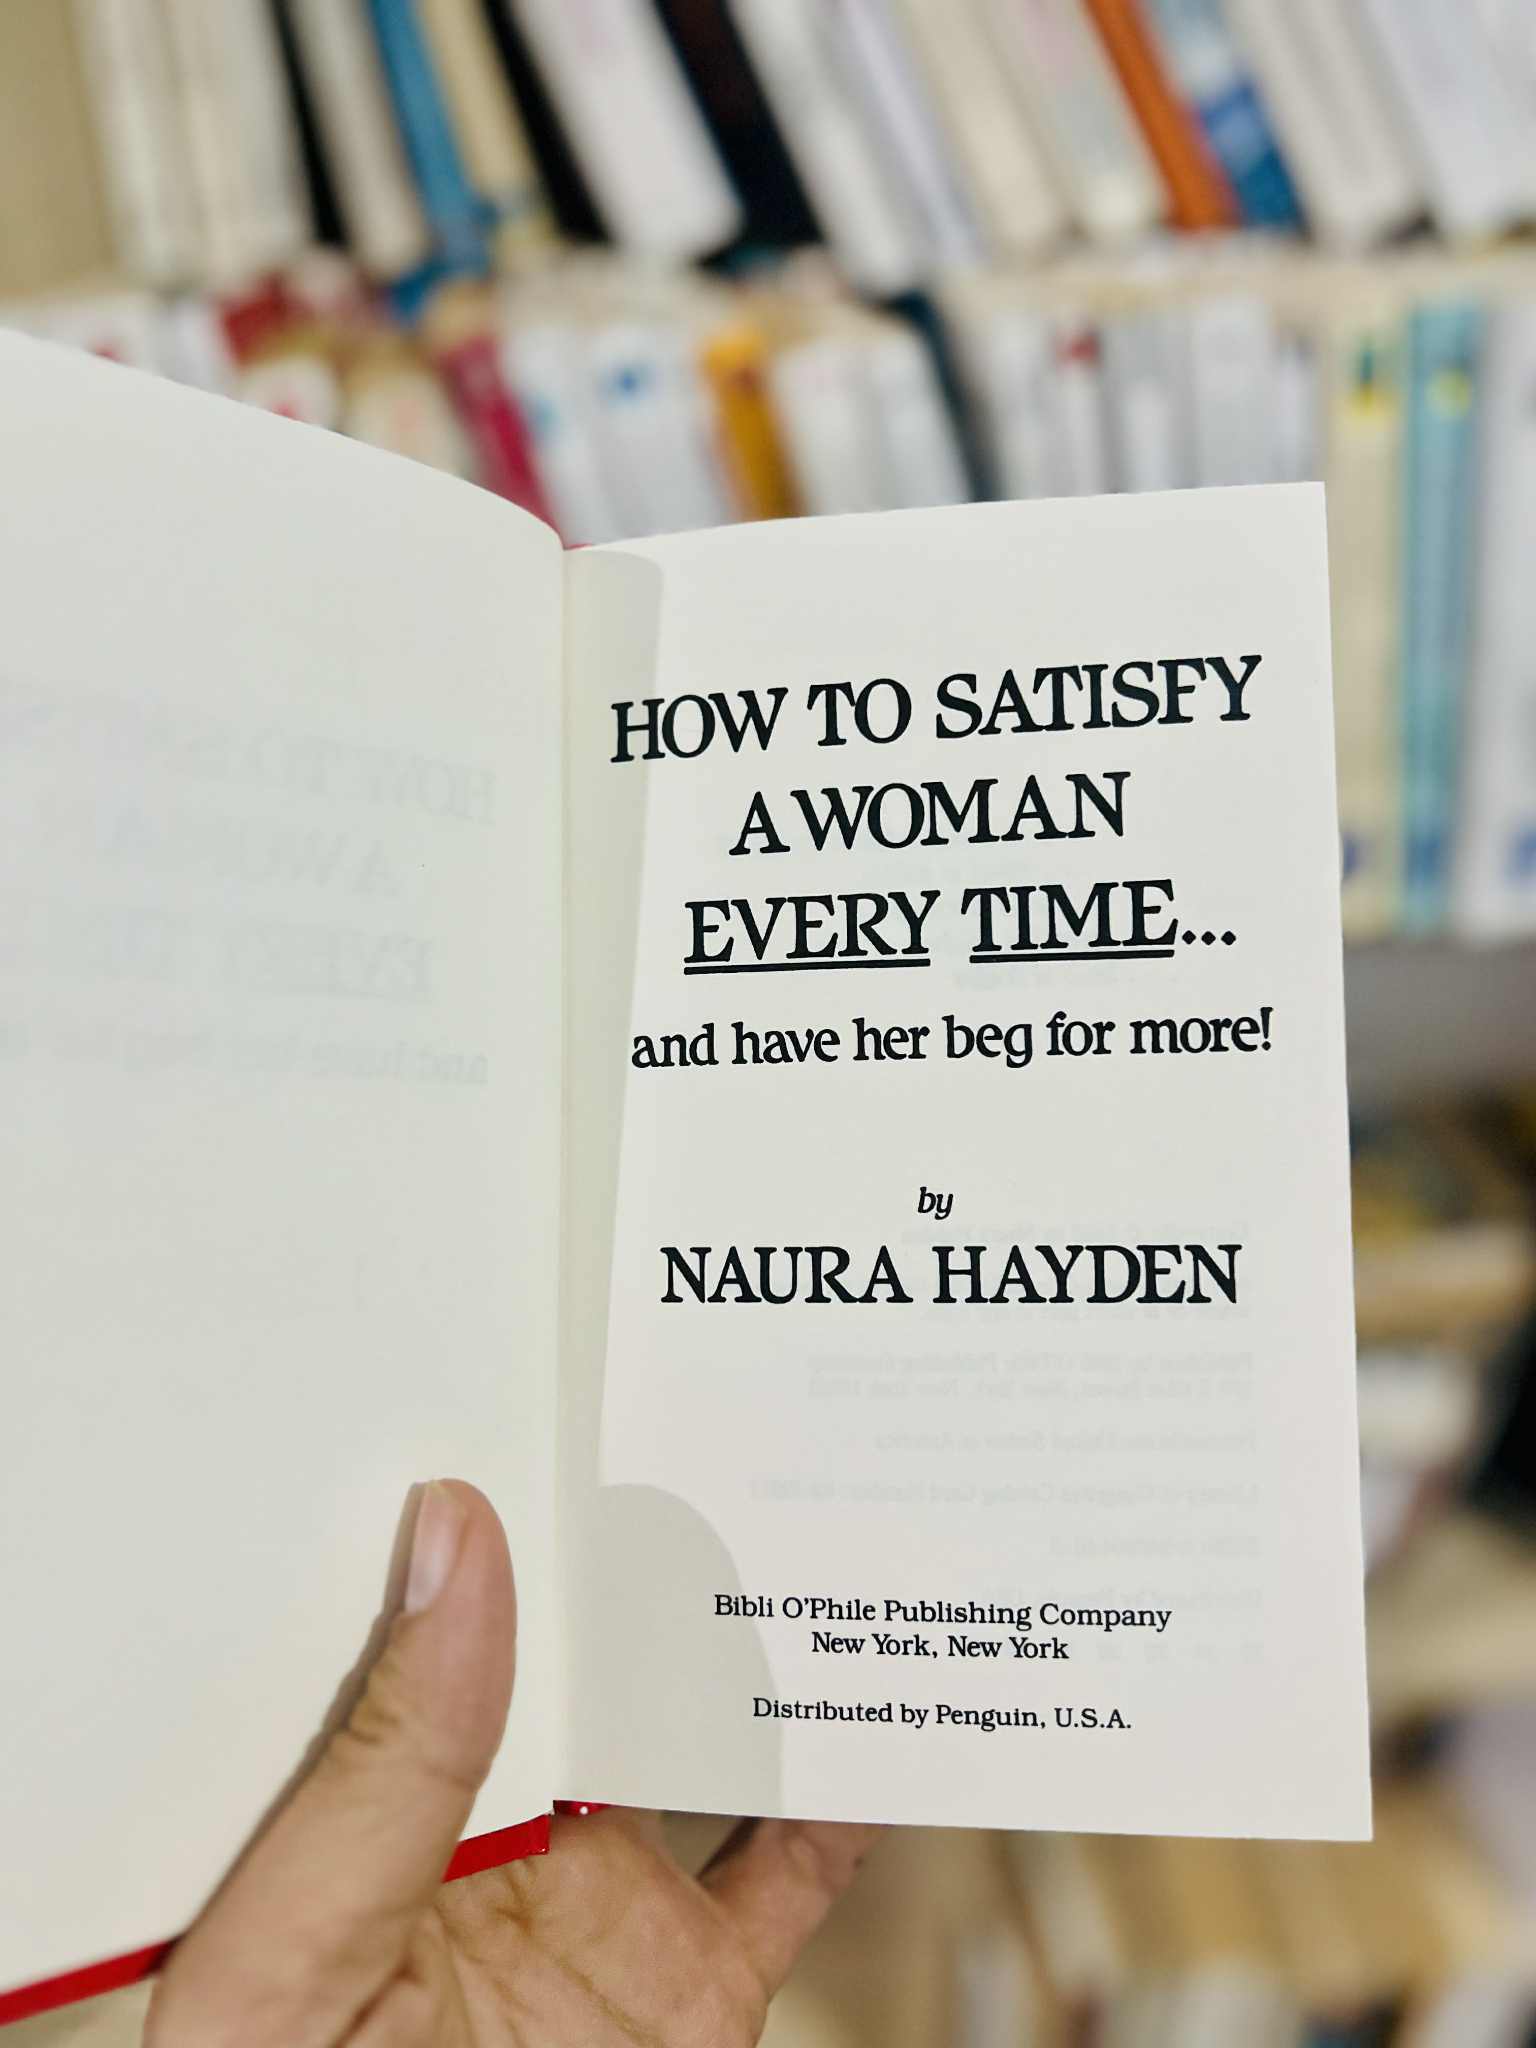 HOW TO SATISFY
A WOMAN
EVERY TIME...
and have her beg for more!
by
NAURA HAYDEN
Bibli O'Phile Publishing Company
New York, New York
Distributed by Penguin, U.S.A.